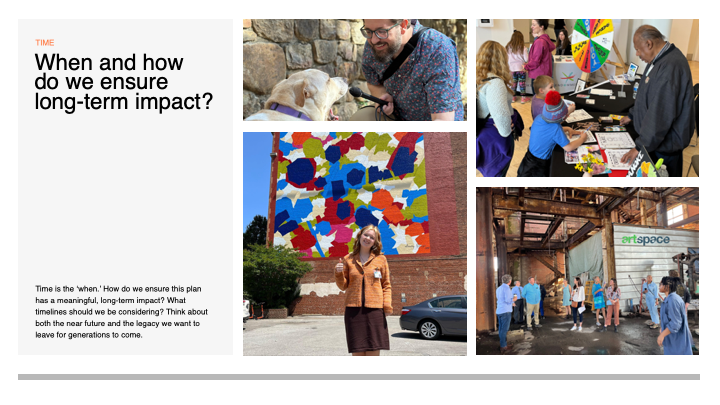 TIME
When and how
do we ensure
long-term impact?
Time is the ‘when.’ How do we ensure this plan
has a meaningful, long-term impact? What
timelines should we be considering? Think about
both the near future and the legacy we want to
leave for generations to come.
artspace